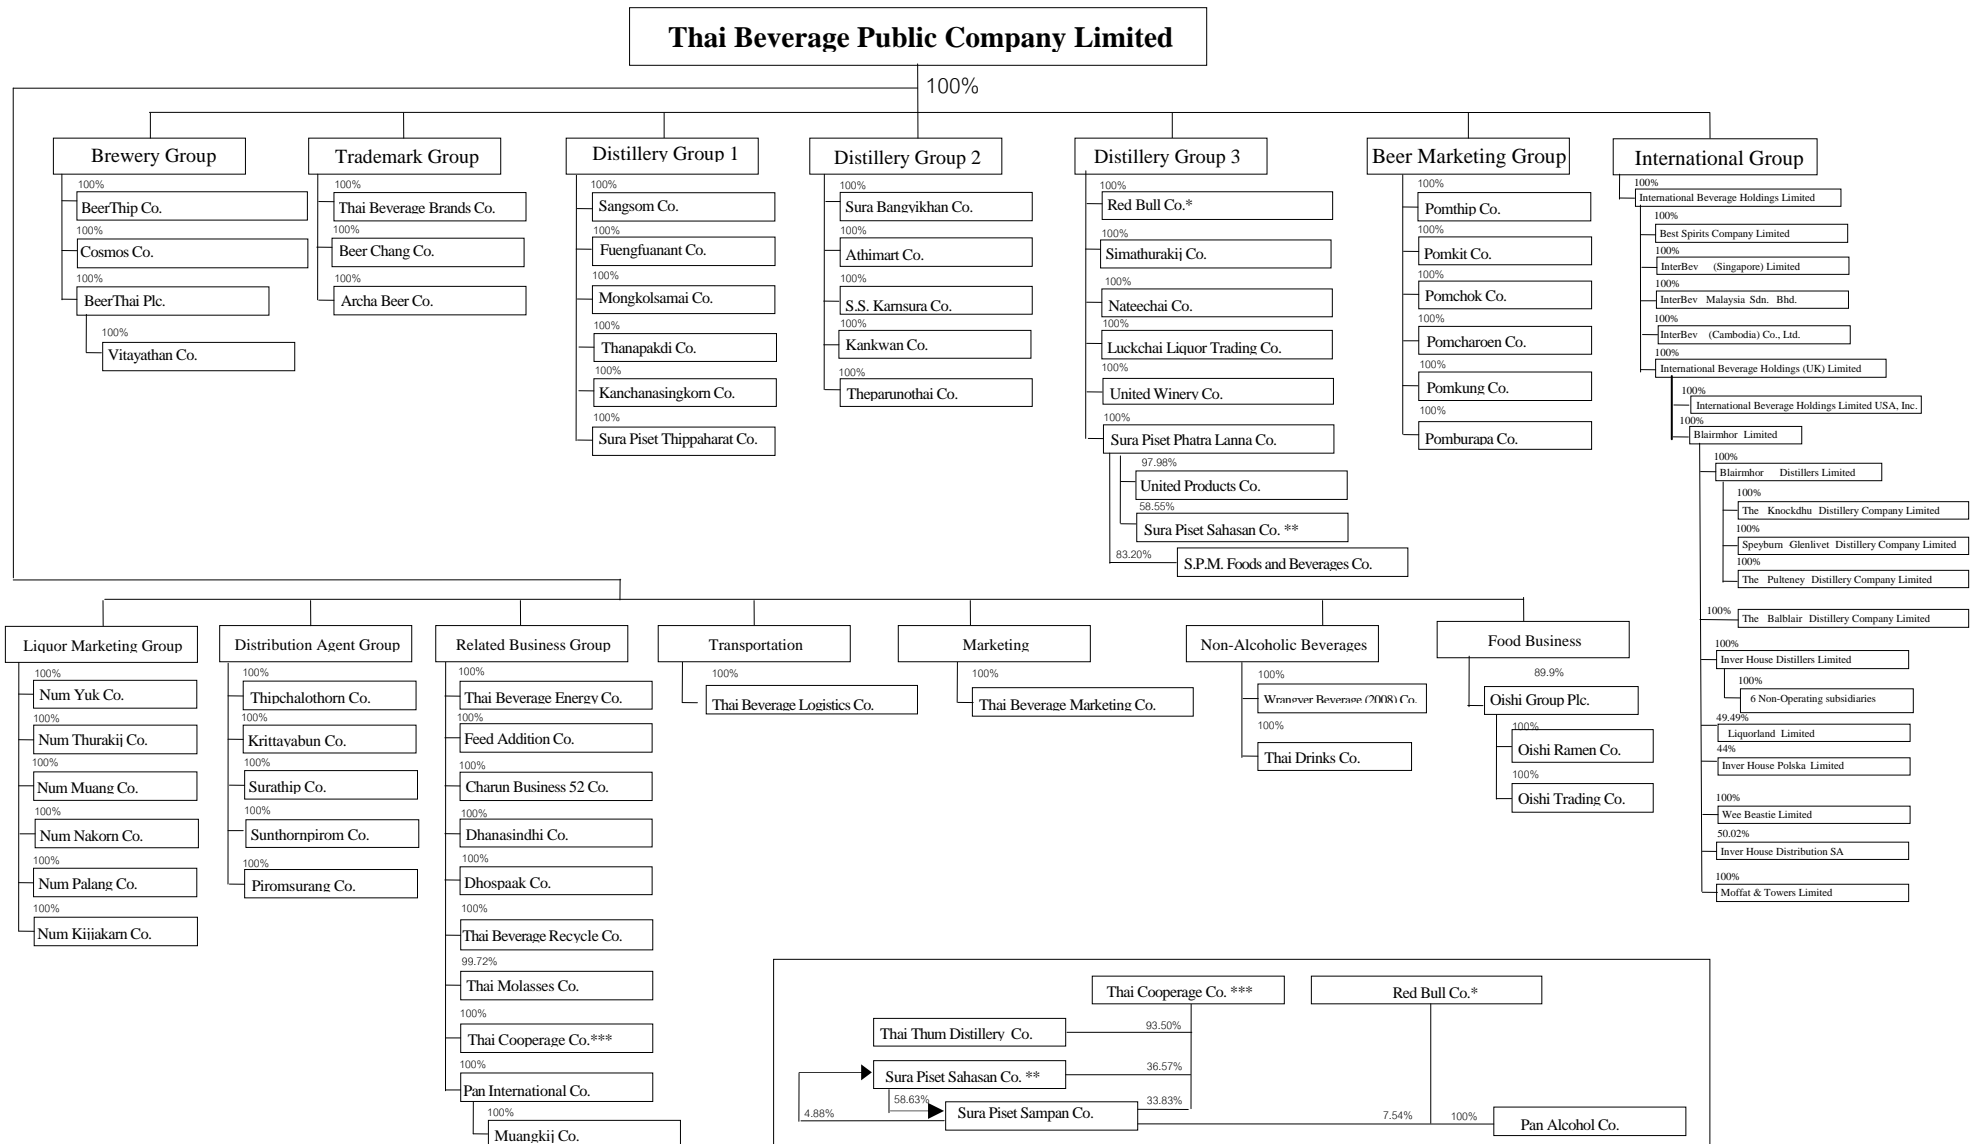 Thai Beverage Public Company Limited
100%
Brewery Group
100%
BeerThip Co.
100%
Cosmos Co.
100%
BeerThai Plc.
100%
Vitayathan Co.
Trademark Group
100%
Thai Beverage Brands Co.
100%
Beer Chang Co.
100%
Archa Beer Co.
Distillery Group 1
100%
Sangsom Co.
100%
Fuengfuanant Co.
100%
Mongkolsamai Co.
100%
Thanapakdi Co.
100%
Kanchanasingkorn Co.
100%
Sura Piset Thippaharat Co.
Distillery Group 2
100%
Sura Bangyikhan Co.
100%
Athimart Co.
100%
S.S. Karnsura Co.
100%
Kankwan Co.
100%
Theparunothai Co.
Distillery Group 3
100%
Red Bull Co.*
100%
Simathurakij Co.
100%
Nateechai Co.
100%
Luckchai Liquor Trading Co.
100%
United Winery Co.
100%
Sura Piset Phatra Lanna Co.
97.98%
United Products Co.
58.55%
Sura Piset Sahasan Co. **
83.20%
S.P.M. Foods and Beverages Co.
Beer Marketing Group
100%
Pomthip Co.
100%
Pomkit Co.
100%
Pomchok Co.
100%
Pomcharoen Co.
100%
Pomkung Co.
100%
Pomburapa Co.
International Group
100%
International Beverage Holdings Limited
100%
Best Spirits Company Limited
100%
InterBev (Singapore) Limited
100%
InterBev Malaysia Sdn. Bhd.
100%
InterBev (Cambodia) Co., Ltd.
100%
International Beverage Holdings (UK) Limited
100%
International Beverage Holdings Limited USA, Inc.
100%
Blairmhor Limited
100%
Blairmhor Distillers Limited
100%
The Knockdhu Distillery Company Limited
100%
Speyburn Glenlivet Distillery Company Limited
100%
The Pulteney Distillery Company Limited
100%
The Balblair Distillery Company Limited
100%
Inver House Distillers Limited
100%
6 Non-Operating subsidiaries
49.49%
Liquorland Limited
44%
Inver House Polska Limited
100%
Wee Beastie Limited
50.02%
Inver House Distribution SA
100%
Moffat & Towers Limited
Liquor Marketing Group
100%
Num Yuk Co.
100%
Num Thurakij Co.
100%
Num Muang Co.
100%
Num Nakorn Co.
100%
Num Palang Co.
100%
Num Kijjakarn Co.
Distribution Agent Group
100%
Thipchalothorn Co.
100%
Krittayabun Co.
100%
Surathip Co.
100%
Sunthornpirom Co.
100%
Piromsurang Co.
Related Business Group
100%
Thai Beverage Energy Co.
100%
Feed Addition Co.
100%
Charun Business 52 Co.
100%
Dhanasindhi Co.
100%
Dhospaak Co.
100%
Thai Beverage Recycle Co.
99.72%
Thai Molasses Co.
100%
Thai Cooperage Co.***
100%
Pan International Co.
100%
Muangkij Co.
Transportation
100%
Thai Beverage Logistics Co.
Marketing
100%
Thai Beverage Marketing Co.
Non-Alcoholic Beverages
100%
Wrangyer Beverage (2008) Co.
100%
Thai Drinks Co.
Food Business
89.9%
Oishi Group Plc.
100%
Oishi Ramen Co.
100%
Oishi Trading Co.
Thai Cooperage Co. ***
Red Bull Co.*
Thai Thum Distillery Co.
93.50%
Sura Piset Sahasan Co. **
36.57%
58.63%
4.88%
Sura Piset Sampan Co.
33.83%
7.54%
100%
Pan Alcohol Co.